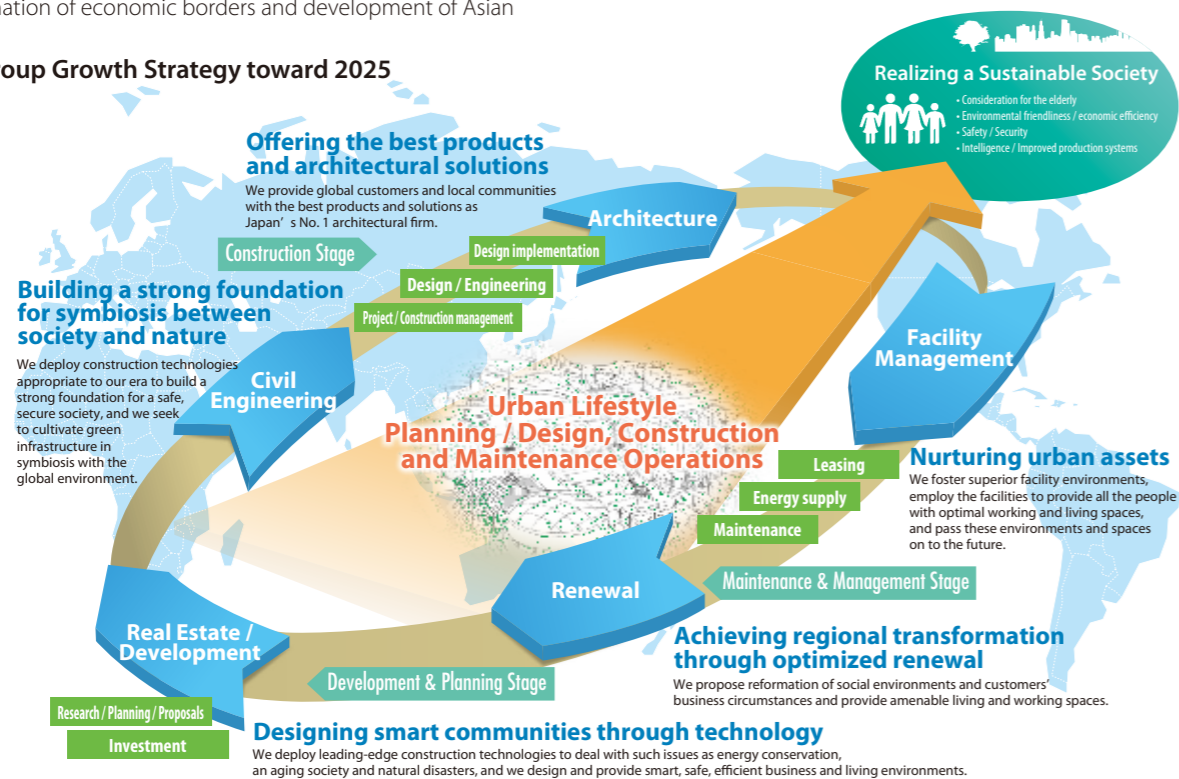 of economic borders and development of Asian
Growth Strategy toward 2025
Realizing a Sustainable Society
• Consideration for the elderly
• Environmental friendliness / economic efficiency
• Safety / Security
• Intelligence / Improved production systems
Offering the best products
and architectural solutions
We provide global customers and local communities
with the best products and solutions as
Japan’s No. 1 architectural firm.
Architecture
Construction Stage
Design implementation
Design / Engineering
Project / Construction management
Building a strong foundation
for symbiosis between
society and nature
We deploy construction technologies
appropriate to our era to build a
strong foundation for a safe,
secure society, and we seek
to cultivate green
infrastructure in
symbiosis with the
global environment.
Civil
Engineering
Facility
Management
Urban Lifestyle
Planning / Design, Construction
and Maintenance Operations
Leasing
Energy supply
Maintenance
Nurturing urban assets
We foster superior facility environments,
employ the facilities to provide all the people
with optimal working and living spaces,
and pass these environments and spaces
on to the future.
Renewal
Maintenance & Management Stage
Real Estate /
Development
Achieving regional transformation
through optimized renewal
We propose reformation of social environments and customers’
business circumstances and provide amenable living and working spaces.
Development & Planning Stage
Research / Planning / Proposals
Investment
Designing smart communities through technology
We deploy leading-edge construction technologies to deal with such issues as energy conservation,
an aging society and natural disasters, and we design and provide smart, safe, efficient business and living environments.